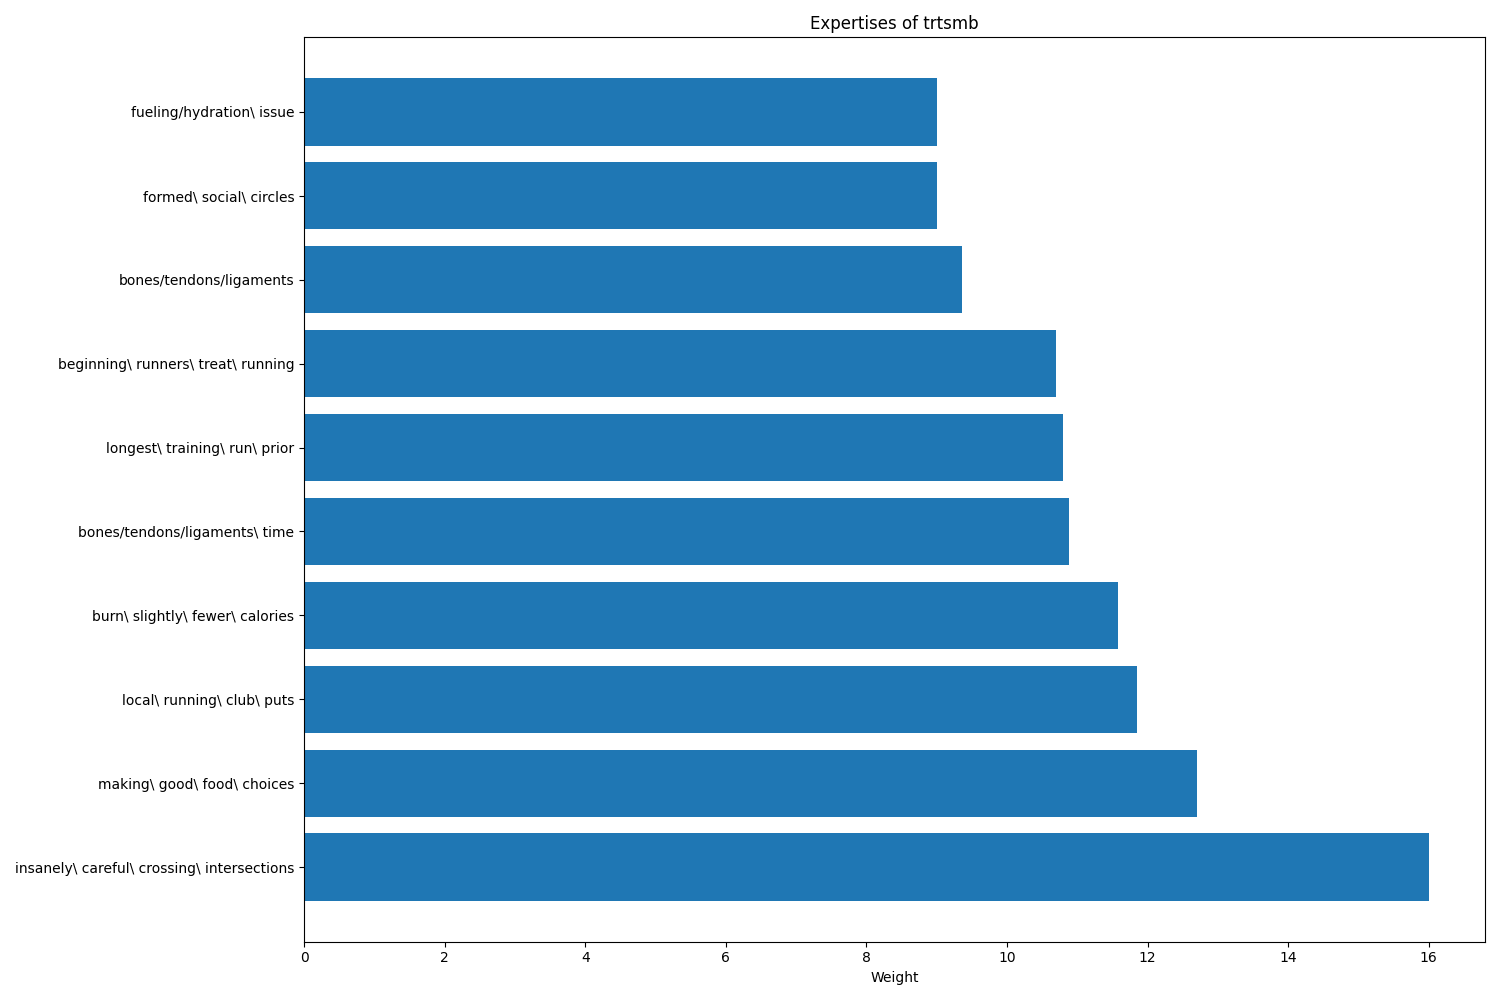 Expertises of trtsmb
fueling/hydration\ issue
formed\ social\ circles
bones/tendons/ligaments
beginning\ runners\ treat\ running
longest\ training\ run\ prior
bones/tendons/ligaments\ time
burn\ slightly\ fewer\ calories
local\ running\ club\ puts
making\ good\ food\ choices
insanely\ careful\ crossing\ intersections
0 2 4 6 8 10 12 14 16
Weight